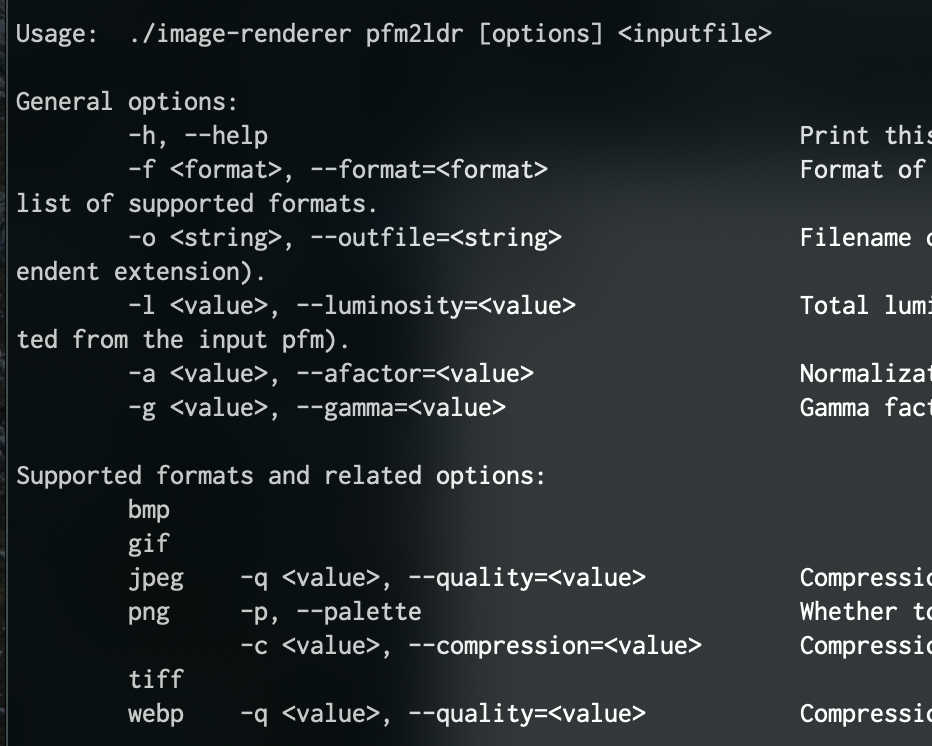 Usage:  ./image-renderer pfm2ldr [options] <inputfile>
General options:
-h, --help Print this
-f <format>, --format=<format> Format of
list of supported formats.
-o <string>, --outfile=<string> Filename
endent extension).
-l <value>, --luminosity=<value> Total lumi
ted from the input pfm).
-a <value>, --afactor=<value> Normalizat
-g <value>, --gamma=<value> Gamma fact
Supported formats and related options:
bmp
gif
jpeg -q <value>, --quality=<value> Compressi
png -p, --palette Whether to
-c <value>, --compression=<value> Compressi
tiff
webp -q <value>, --quality=<value> Compressi